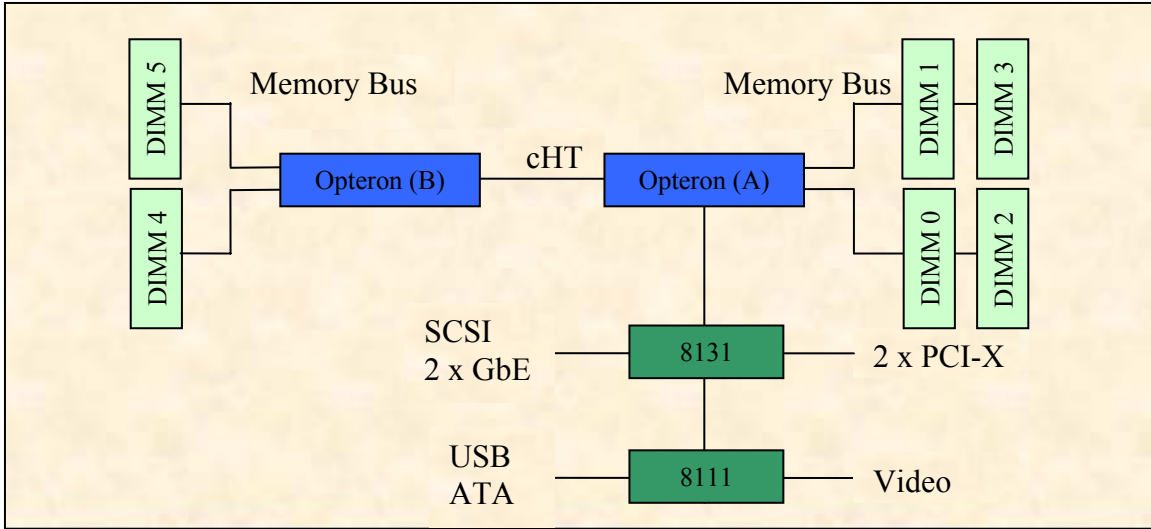 DIMM 5
Memory Bus
Memory Bus
DIMM 1
DIMM 3
Opteron (B)
cHT
Opteron (A)
DIMM 4
DIMM 0
DIMM 2
SCSI
2 x GbE
8131
2 x PCI-X
USB
ATA
8111
Video